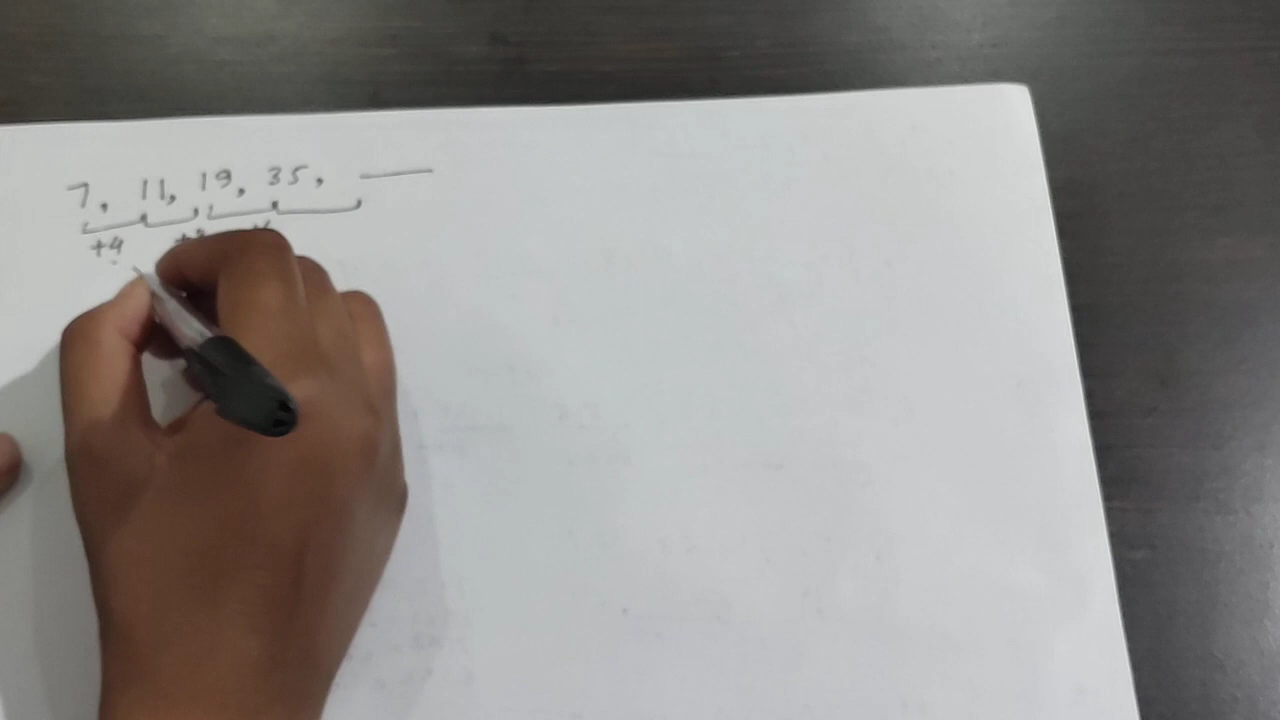 7, 11, 19, 35, ___
+4